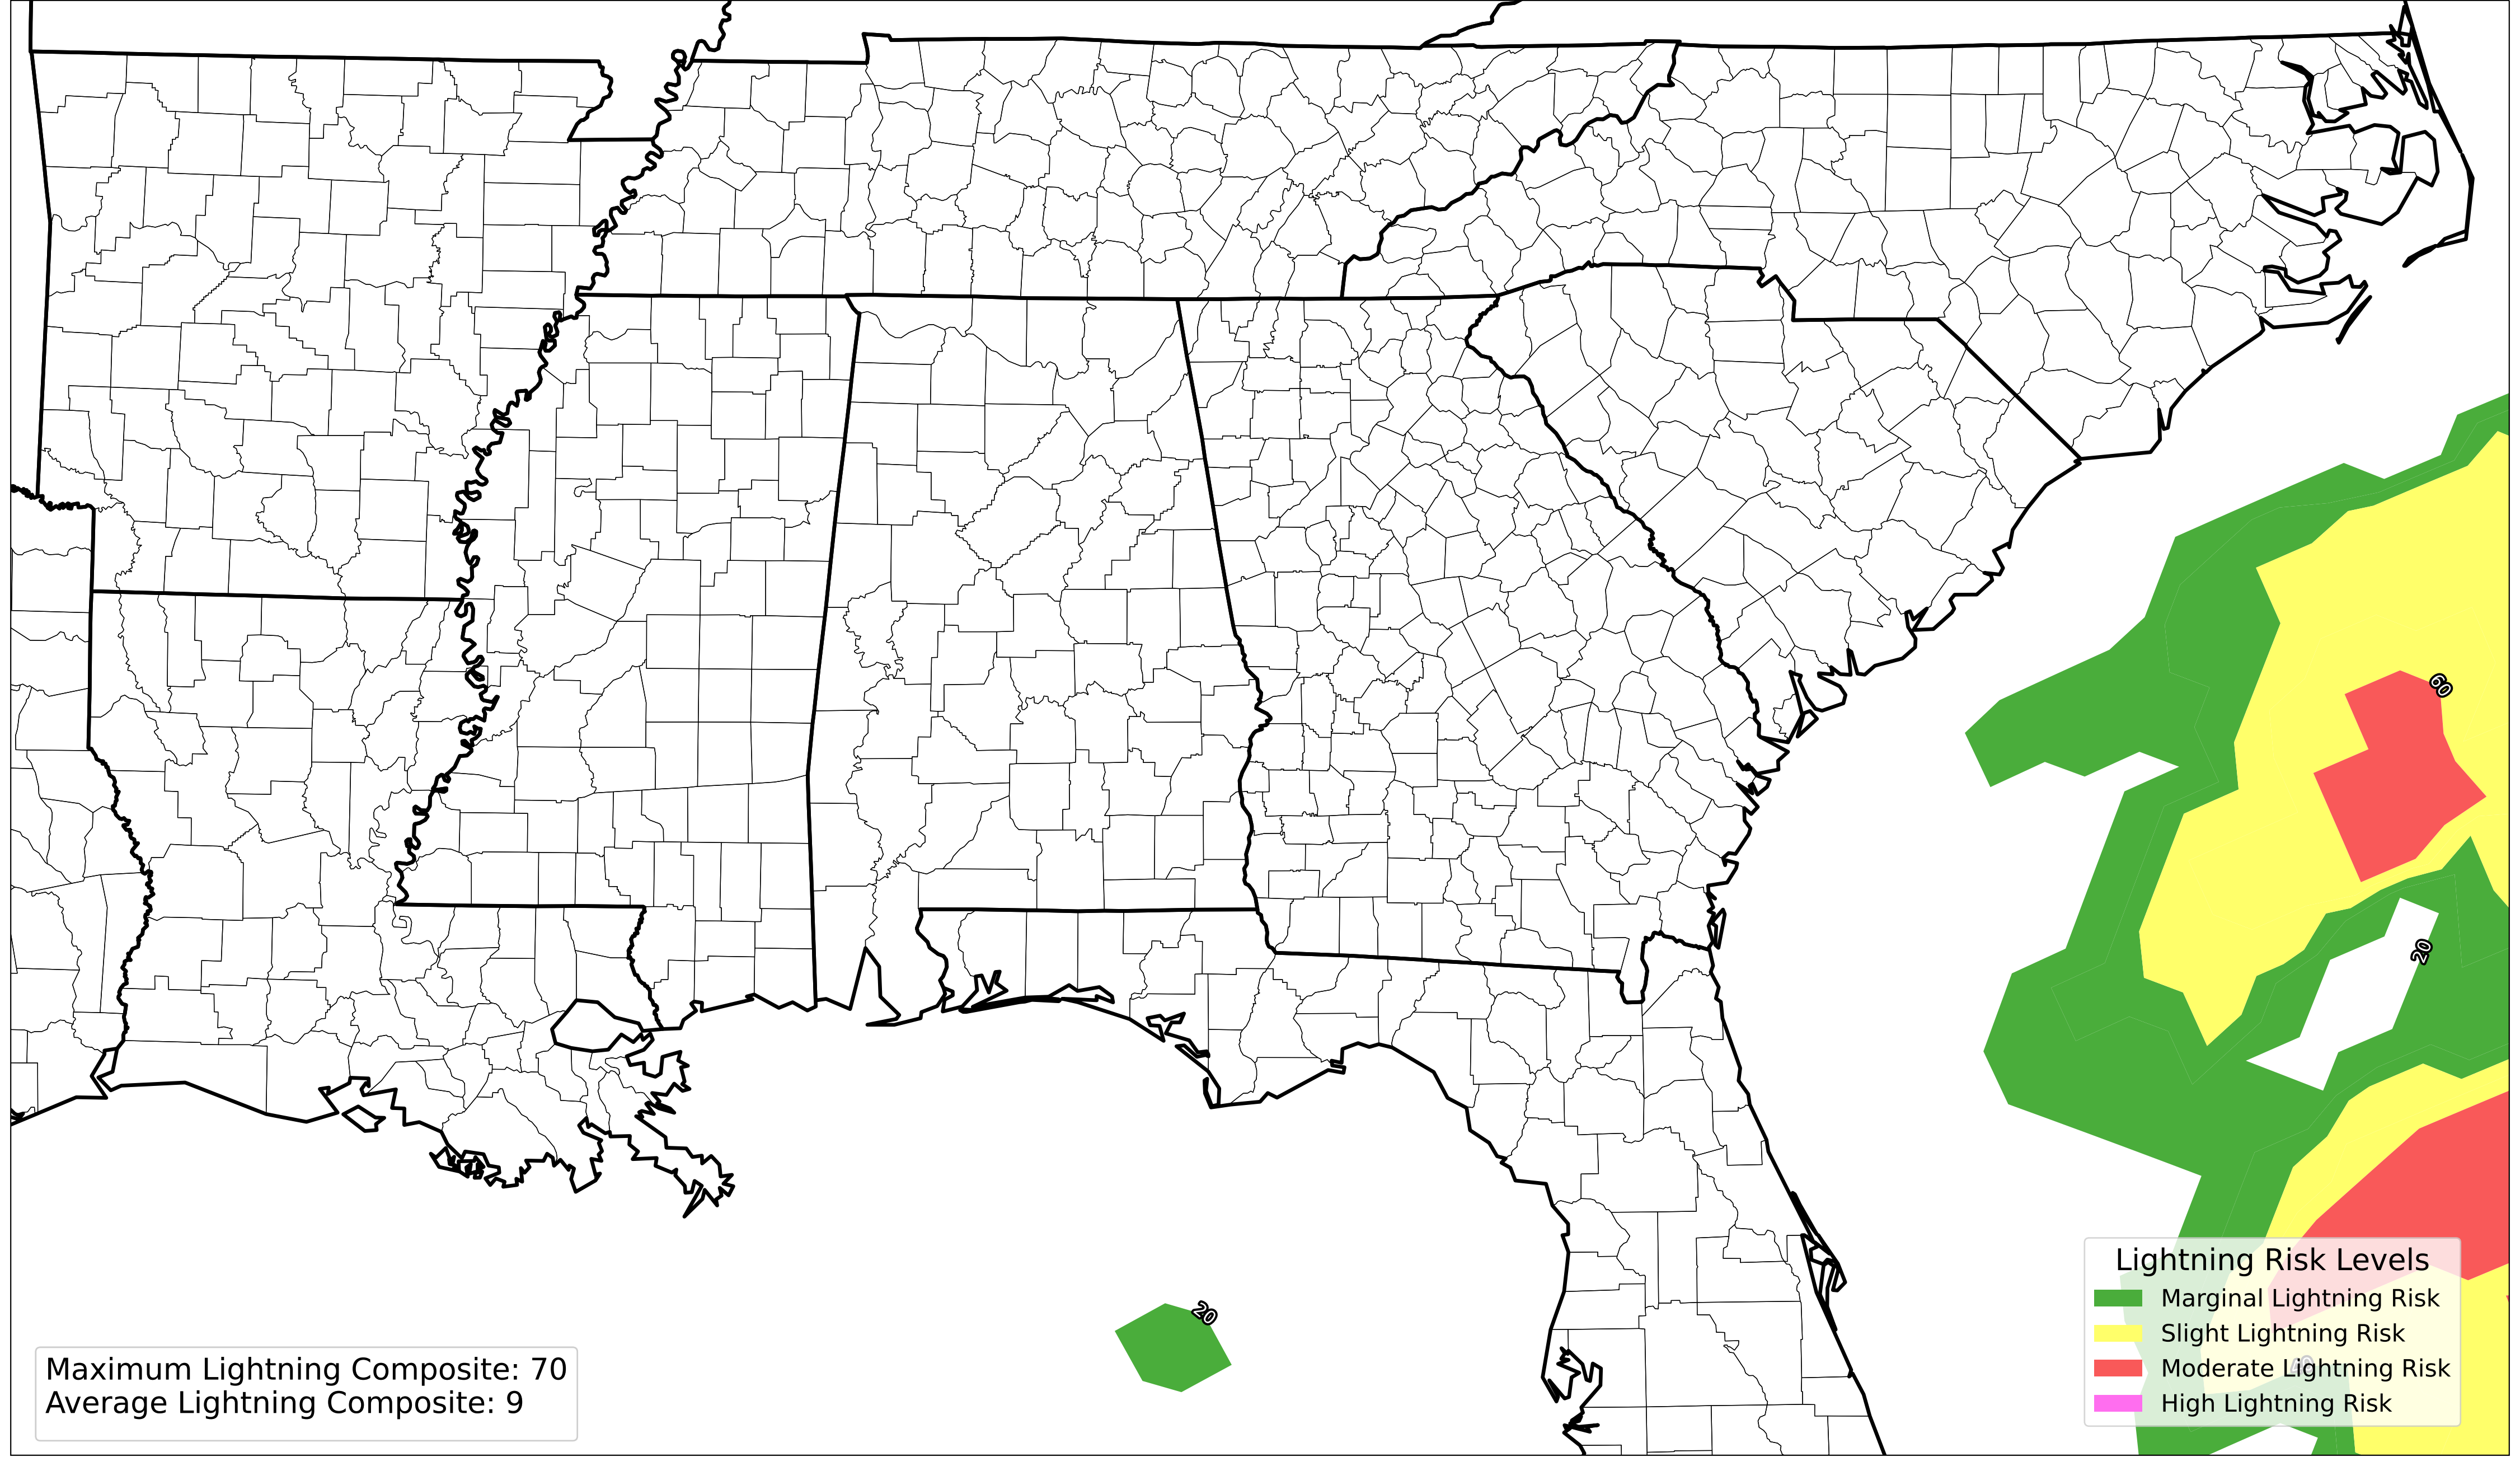 60
20
20
Maximum Lightning Composite: 70
Average Lightning Composite: 9
Lightning Risk Levels
Marginal Lightning Risk
Slight Lightning Risk
Moderate Lightning Risk
High Lightning Risk